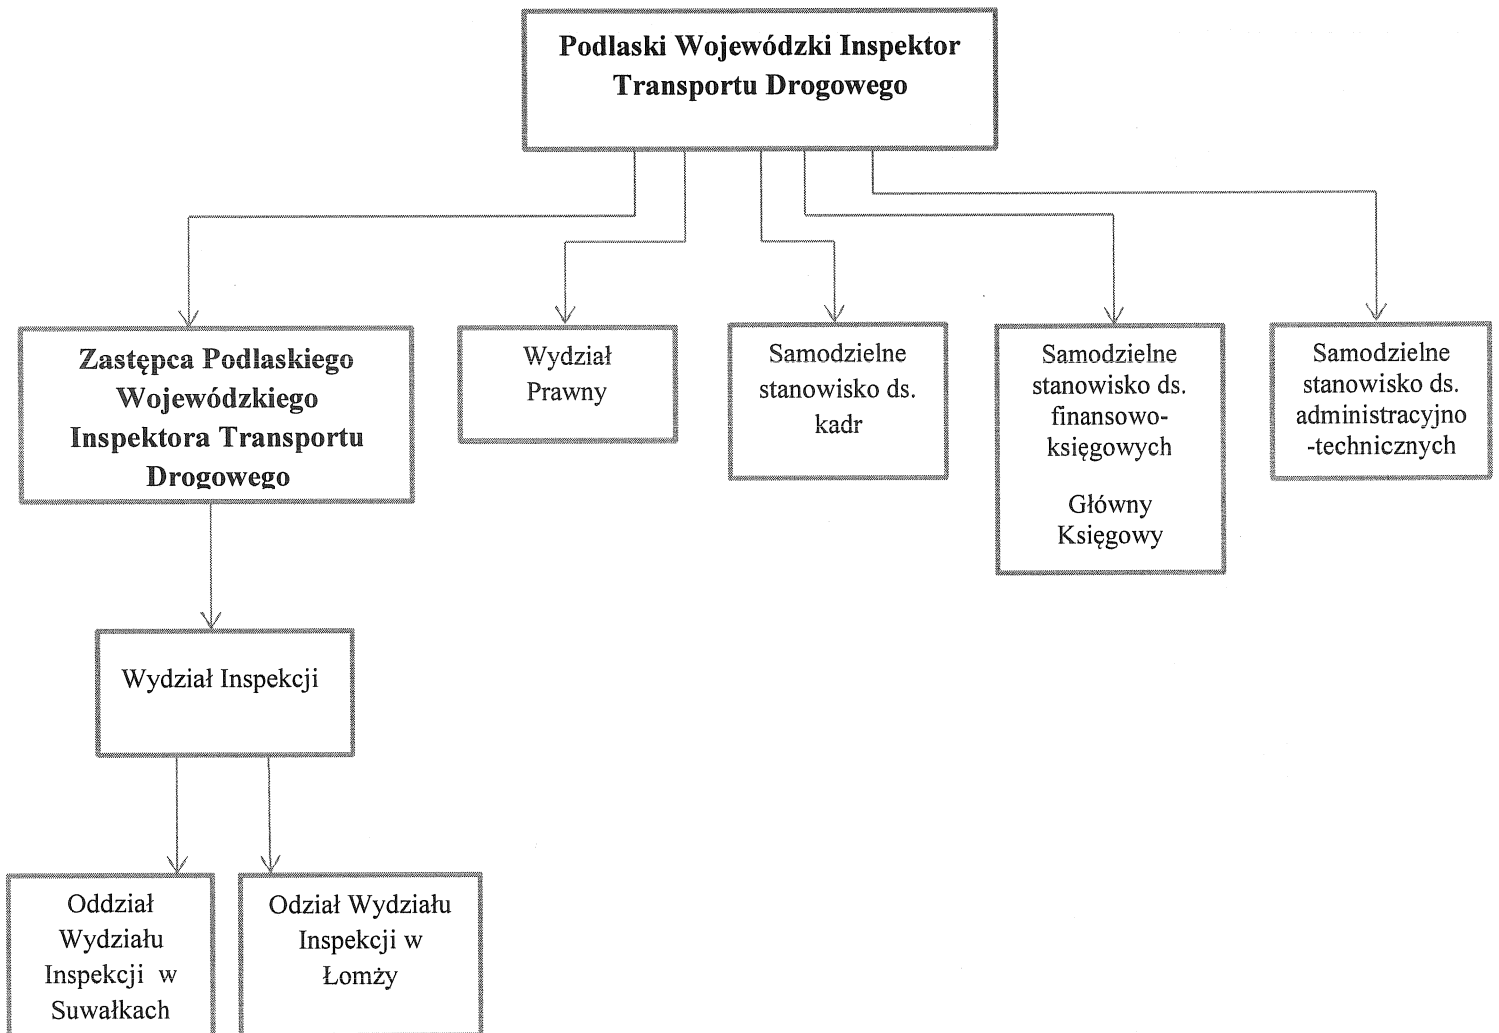 Podlaski Wojewódzki Inspektor
Transportu Drogowego
Zastępca Podlaskiego
Wojewódzkiego
Inspektora Transportu
Drogowego
Wydział
Prawny
Samodzielne
stanowisko ds.
kadr
Samodzielne
stanowisko ds.
finansowo-
księgowych
Główny
Księgowy
Samodzielne
stanowisko ds.
administracyjno
-technicznych
Wydział Inspekcji
Oddział
Wydziału
Inspekcji w
Suwałkach
Odział Wydziału
Inspekcji w
Łomży